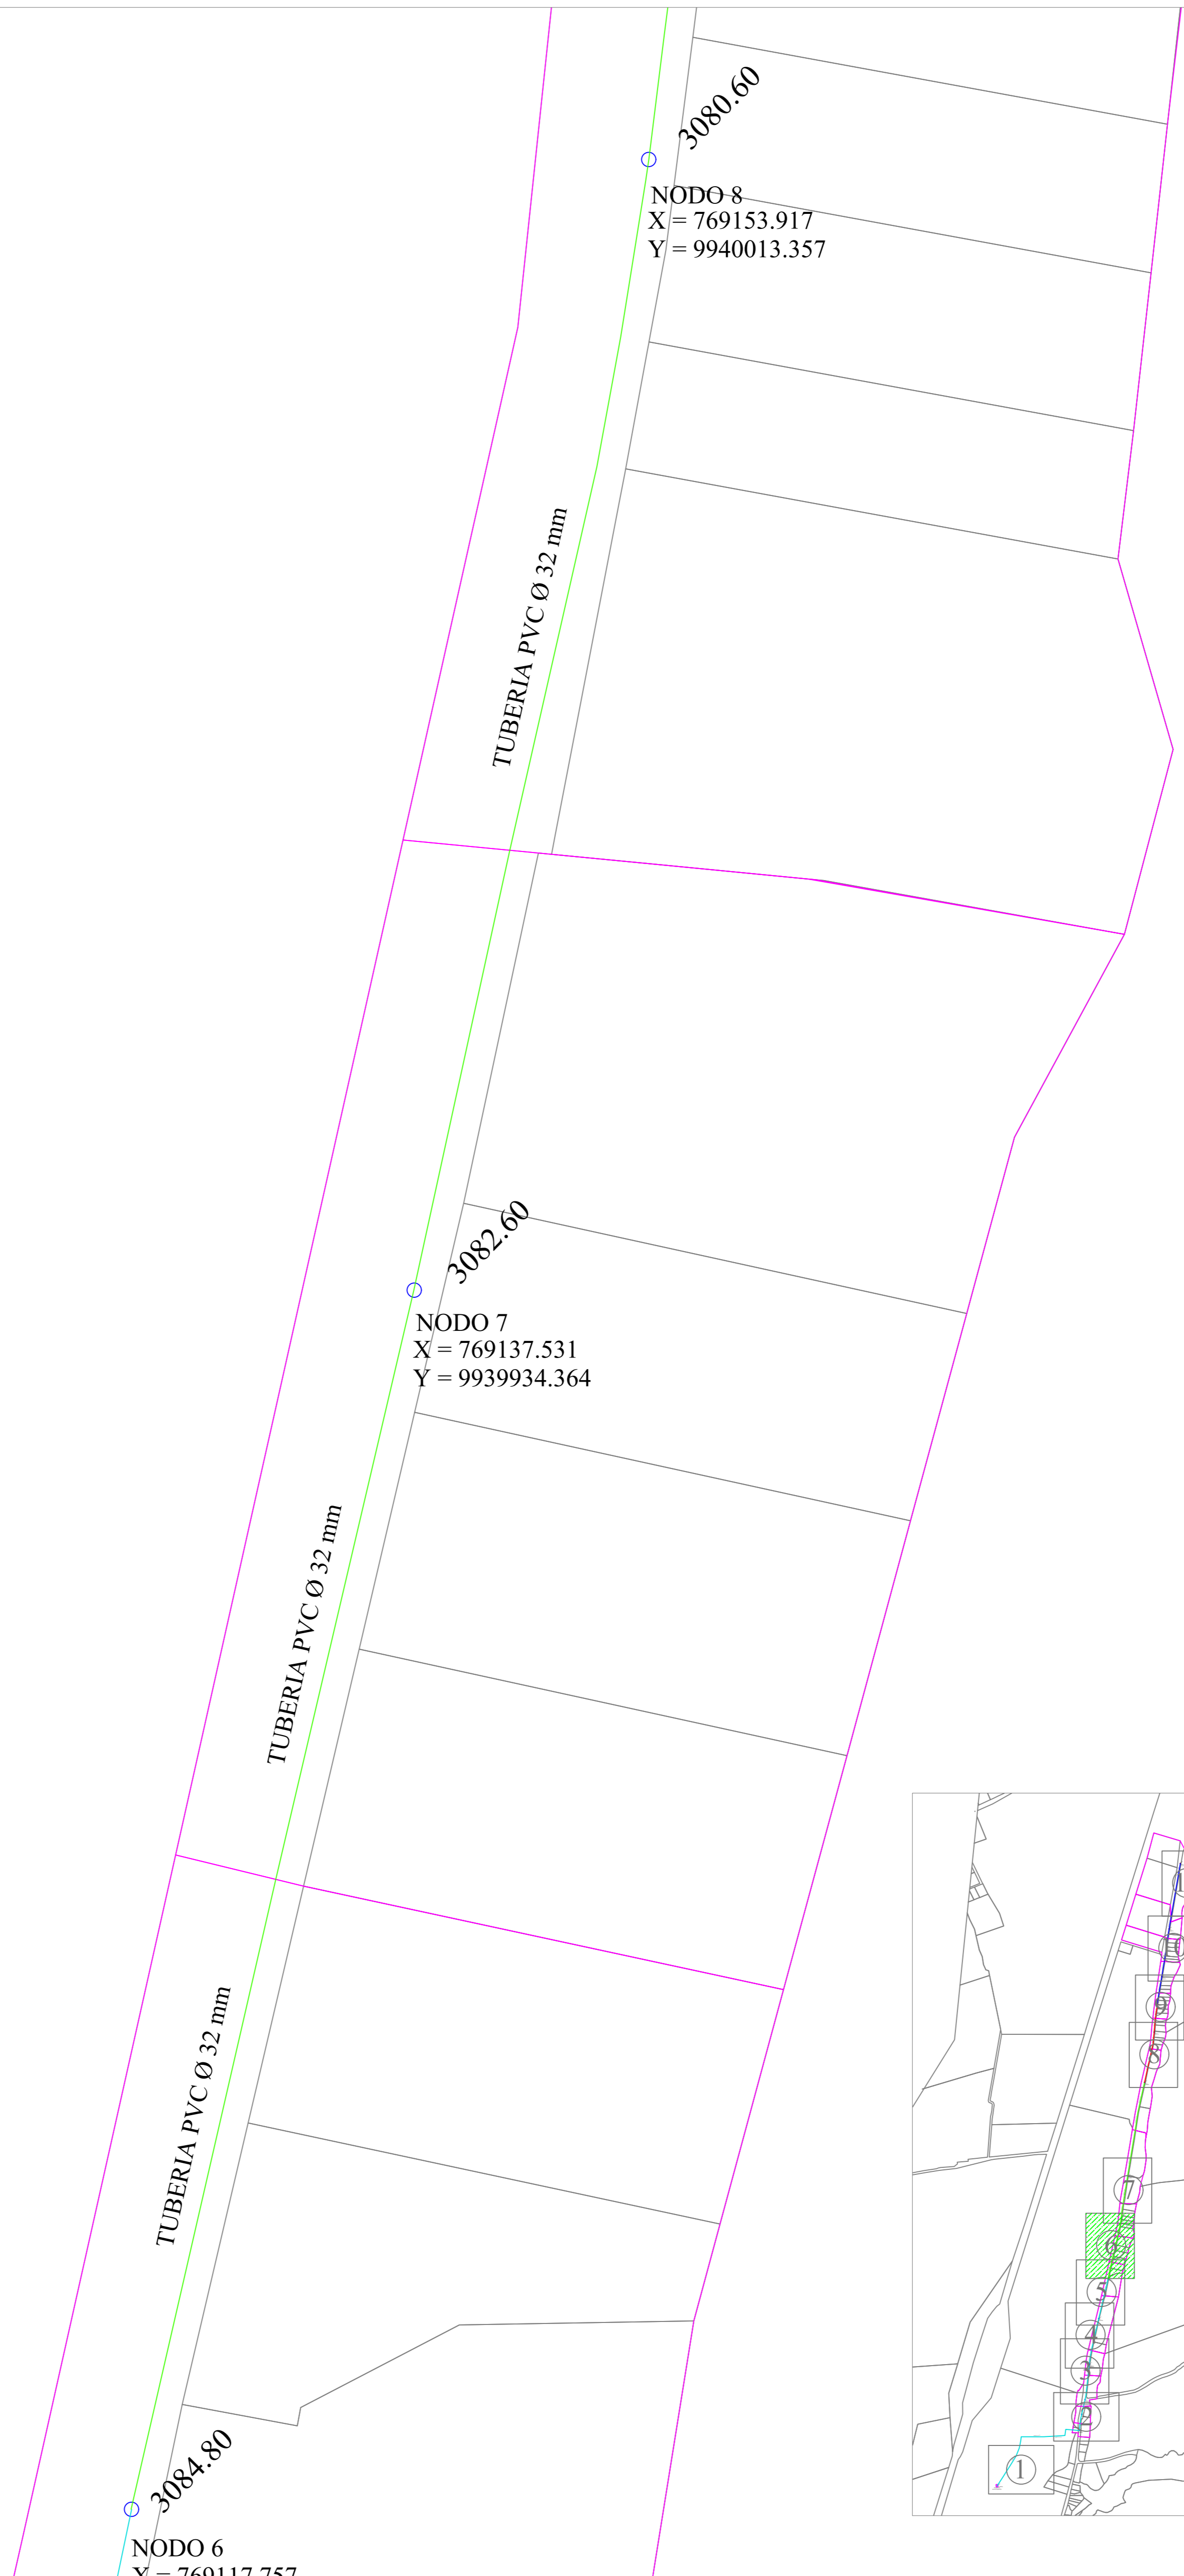 3080.60
NODO 8
X = 769153.917
Y = 9940013.357
TUBERIA PVC Ø 32 mm
3082.60
NODO 7
X = 769137.531
Y = 9939934.364
TUBERIA PVC Ø 32 mm
TUBERIA PVC Ø 32 mm
3084.80
NODO 6
X = 769117.757
9
8
7
6
5
4
3
2
1